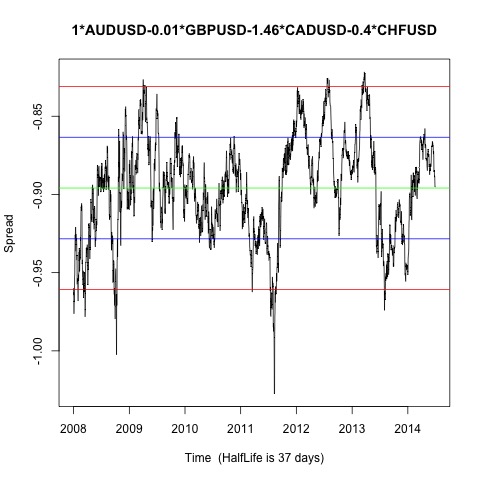 1*AUDUSD-0.01*GBPUSD-1.46*CADUSD-0.4*CHFUSD
Spread
-0.85
-0.90
-0.95
-1.00
2008 2009 2010 2011 2012 2013 2014
Time (HalfLife is 37 days)